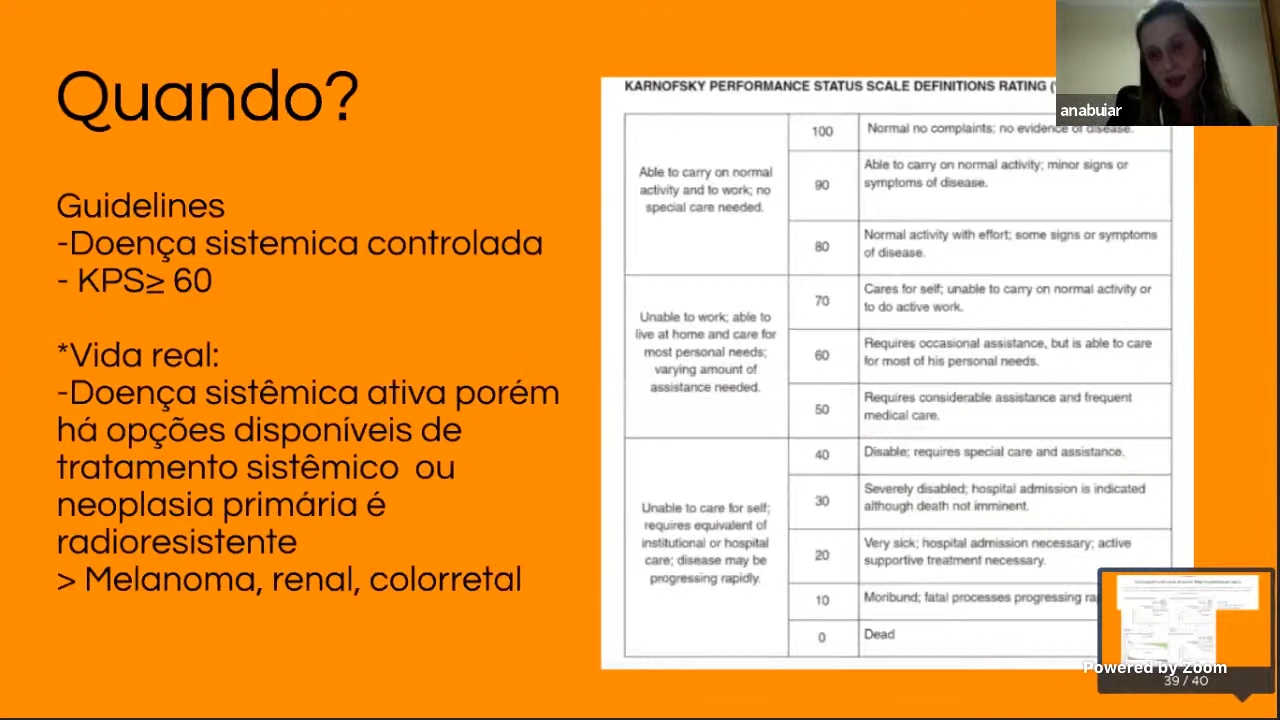 Quando?
Guidelines
-Doença sistemica controlada
- KPS≥ 60
*Vida real:
-Doença sistêmica ativa porém
há opções disponíveis de
tratamento sistêmico ou
neoplasia primária é
radioresistente
> Melanoma, renal, colorretal
KARNOFSKY PERFORMANCE STATUS SCALE DEFINITIONS RATING (
Able to carry on normal
activity and to work; no
special care needed.
100
Normal no complaints; no evidence of disease.
90
Able to carry on normal activity; minor signs or
symptoms of disease.
80
Normal activity with effort; some signs or symptoms
of disease.
Unable to work; able to
live at home and care for
most personal needs;
varying amount of
assistance needed.
70
Cares for self; unable to carry on normal activity or
to do active work.
60
Requires occasional assistance, but is able to care
for most of his personal needs.
50
Requires considerable assistance and frequent
medical care.
Unable to care for self;
requires equivalent of
institutional or hospital
care; disease may be
progressing rapidly.
40
Disable; requires special care and assistance.
30
Severely disabled; hospital admission is indicated
although death not imminent.
20
Very sick; hospital admission necessary; active
supportive treatment necessary.
10
Moribund; fatal processes progressing
0
Dead
anabuiar
Powered by Zoom
39 / 40